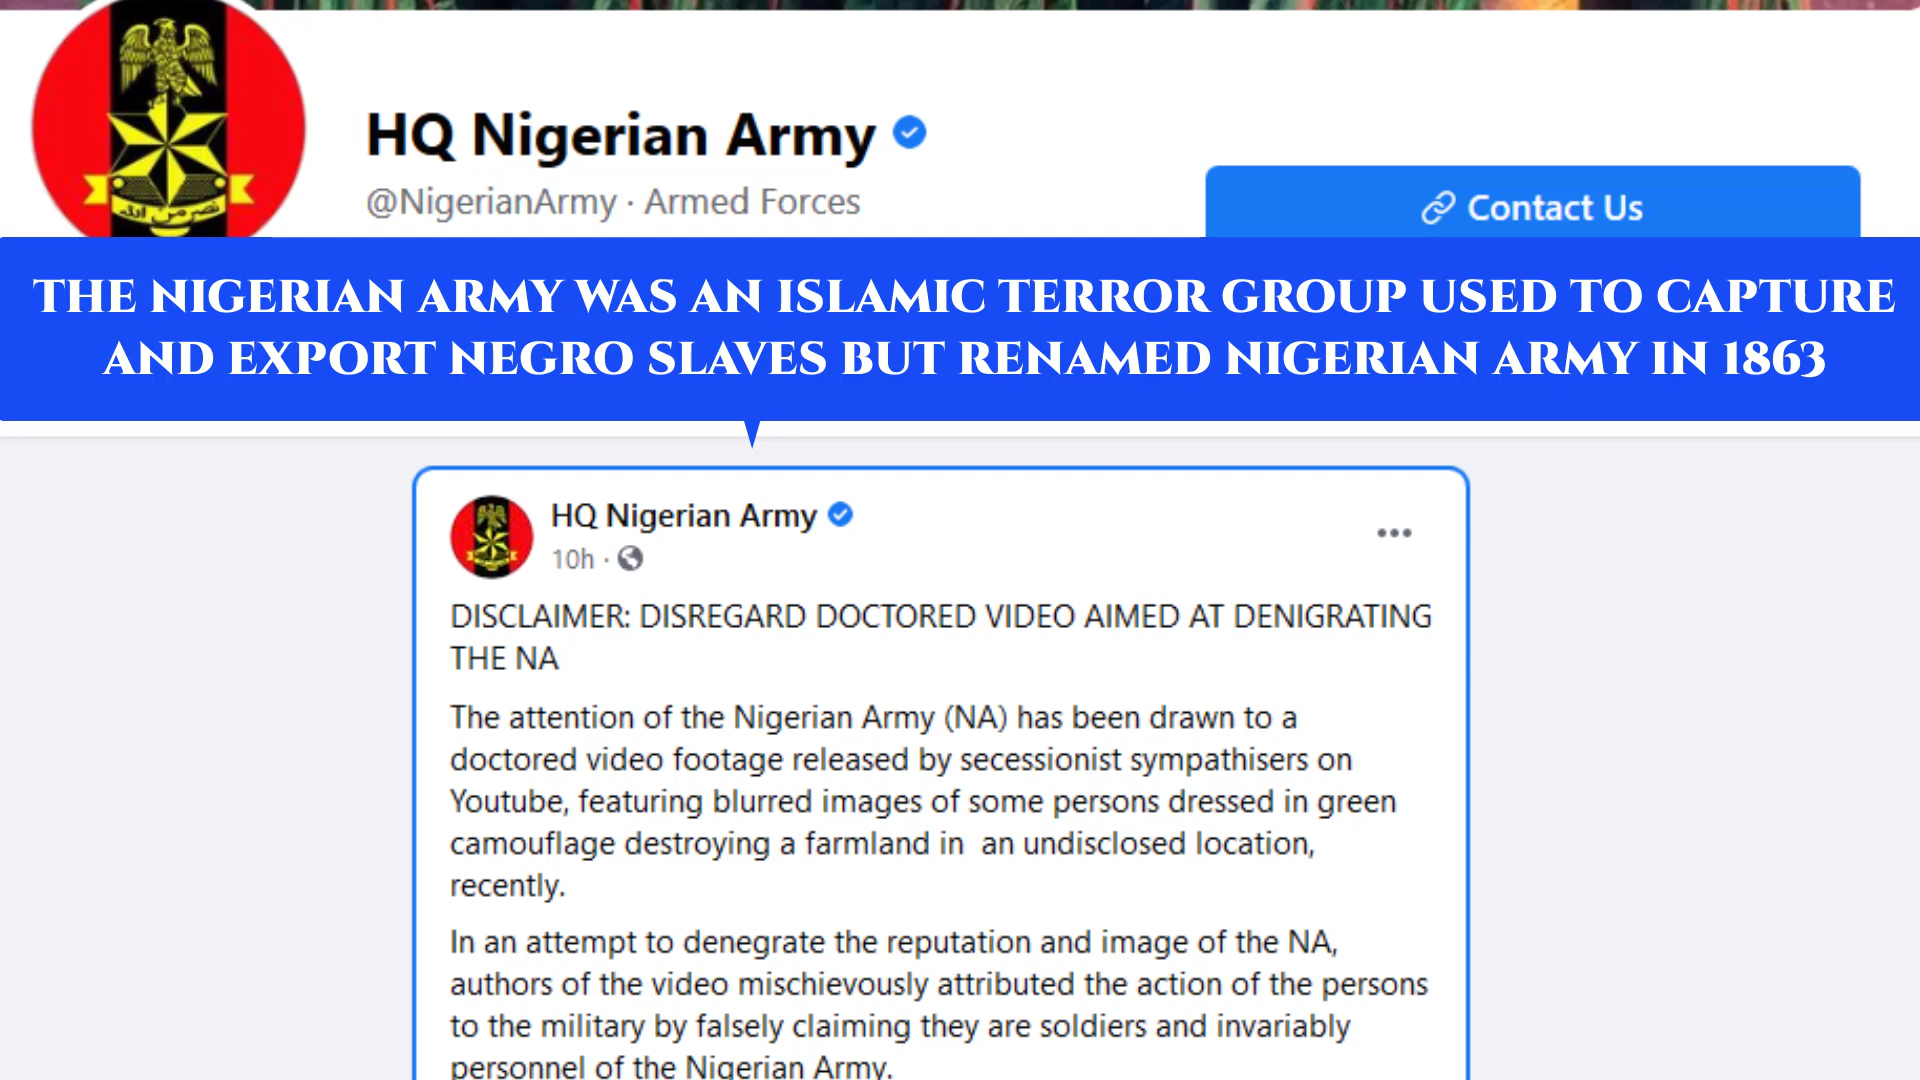 نصر من الله
HQ Nigerian Army
@NigerianArmy · Armed Forces
Contact Us
THE NIGERIAN ARMY WAS AN ISLAMIC TERROR GROUP USED TO CAPTURE
AND EXPORT NEGRO SLAVES BUT RENAMED NIGERIAN ARMY IN 1863
HQ Nigerian Army
10h ·
DISCLAIMER: DISREGARD DOCTORED VIDEO AIMED AT DENIGRATING
THE NA
The attention of the Nigerian Army (NA) has been drawn to a
doctored video footage released by secessionist sympathisers on
Youtube, featuring blurred images of some persons dressed in green
camouflage destroying a farmland in  an undisclosed location,
recently.
In an attempt to denegrate the reputation and image of the NA,
authors of the video mischievously attributed the action of the persons
to the military by falsely claiming they are soldiers and invariably
personnel of the Nigerian Army.